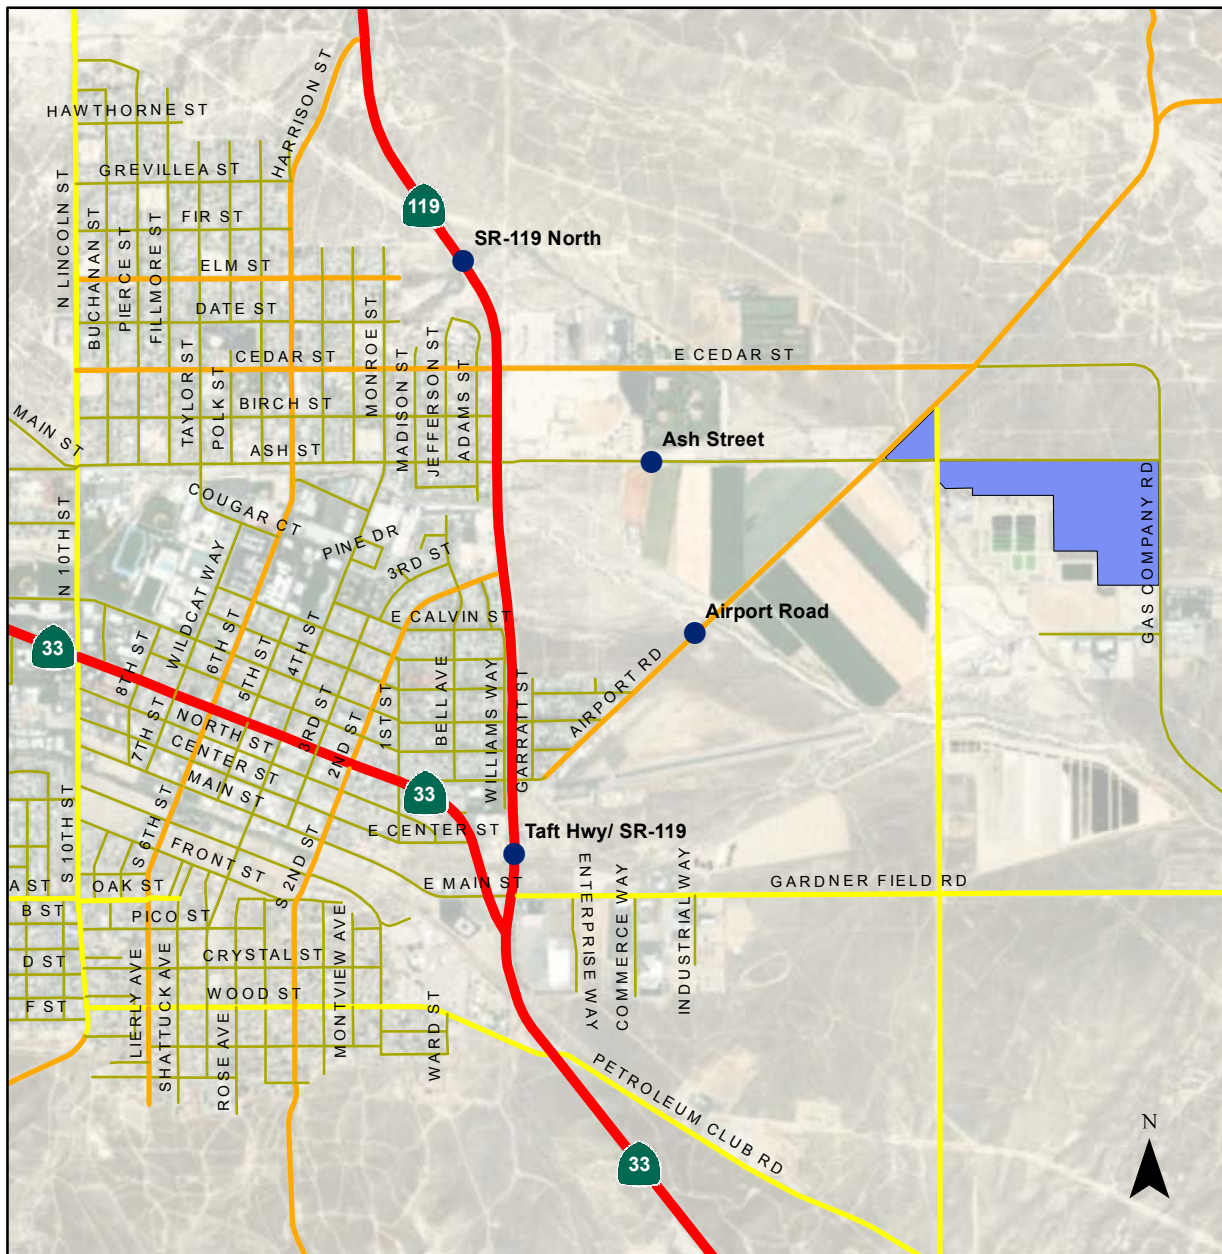 HAWTHORNE ST
HARRISON ST
GREVILLEA ST
N LINCOLN ST
119
BUCHANAN ST
PIERCE ST
FILLMORE ST
FIR ST
SR-119 North
ELM ST
DATE ST
MONROE ST
CEDAR ST
E CEDAR ST
TAYLOR ST
POLK ST
MADISON ST
JEFFERSON ST
ADAMS ST
BIRCH ST
MAIN ST
ASH ST
Ash Street
COUGAR CT
PINE DR
3RD ST
N 10TH ST
WILDCAT WAY
GAS COMPANY RD
E CALVIN ST
Airport Road
33
8TH ST
6TH ST
5TH ST
4TH ST
7TH ST
NORTH ST
3RD ST
2ND ST
1ST ST
BELL AVE
WILLIAMS WAY
GARRATT ST
AIRPORT RD
CENTER ST
MAIN ST
33
E CENTER ST
Taft Hwy/ SR-119
S 10TH ST
S 6TH ST
FRONT ST
S 2ND ST
E MAIN ST
GARDNER FIELD RD
A ST
OAK ST
B ST
PICO ST
ENTERPRISE WAY
COMMERCE WAY
INDUSTRIAL WAY
D ST
CRYSTAL ST
LIERLY AVE
SHATTUCK AVE
MONTVIEW AVE
F ST
WOOD ST
ROSE AVE
WARD ST
PETROLEUM CLUB RD
33
N